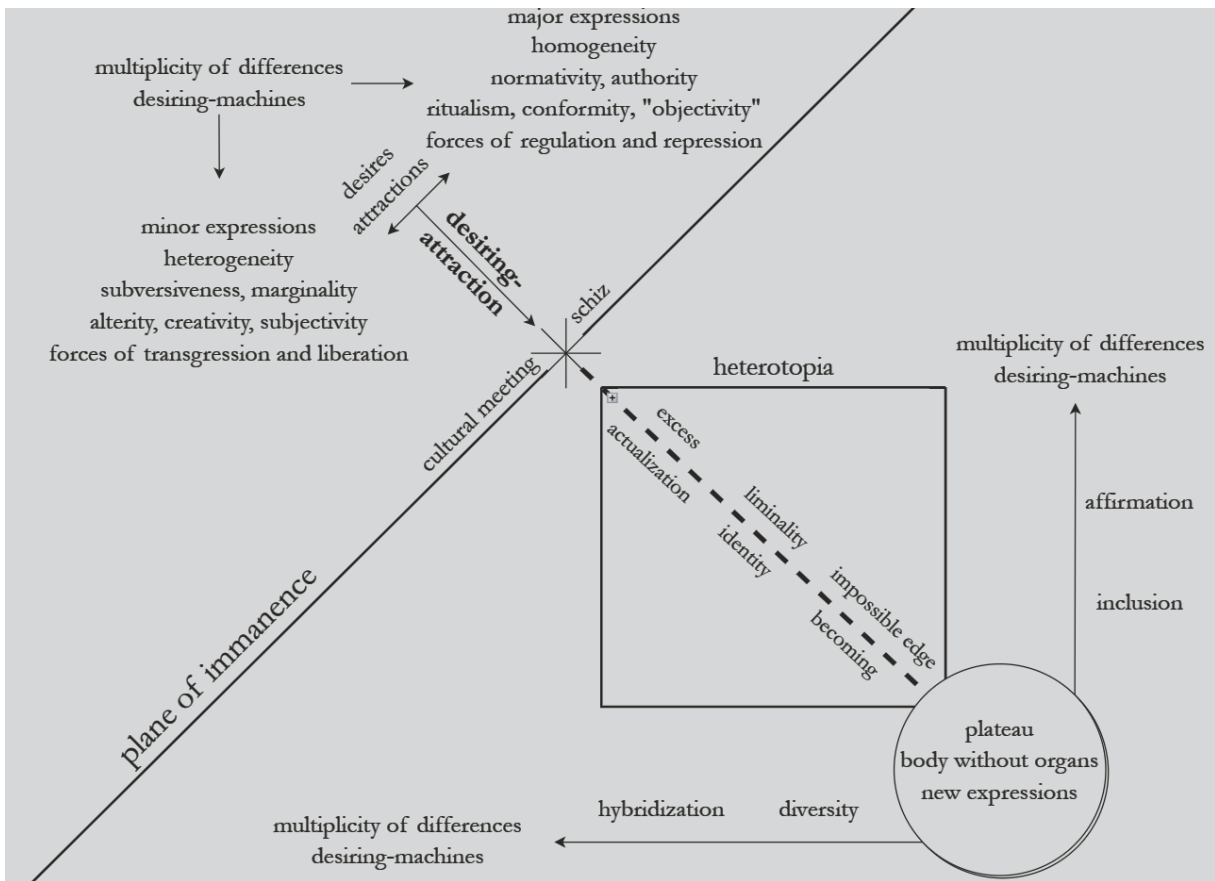 major expressions
homogeneity
normativity, authority
ritualism, conformity, "objectivity"
forces of regulation and repression
multiplicity of differences
desiring-machines
desires
attractions
desiring-
attraction
minor expressions
heterogeneity
subversiveness, marginality
alterity, creativity, subjectivity
forces of transgression and liberation
schiz
cultural meeting
plane of immanence
heterotopia
excess
actualization
liminality
identity
impossible edge
becoming
multiplicity of differences
desiring-machines
affirmation
inclusion
plateau
body without organs
new expressions
hybridization
diversity
multiplicity of differences
desiring-machines